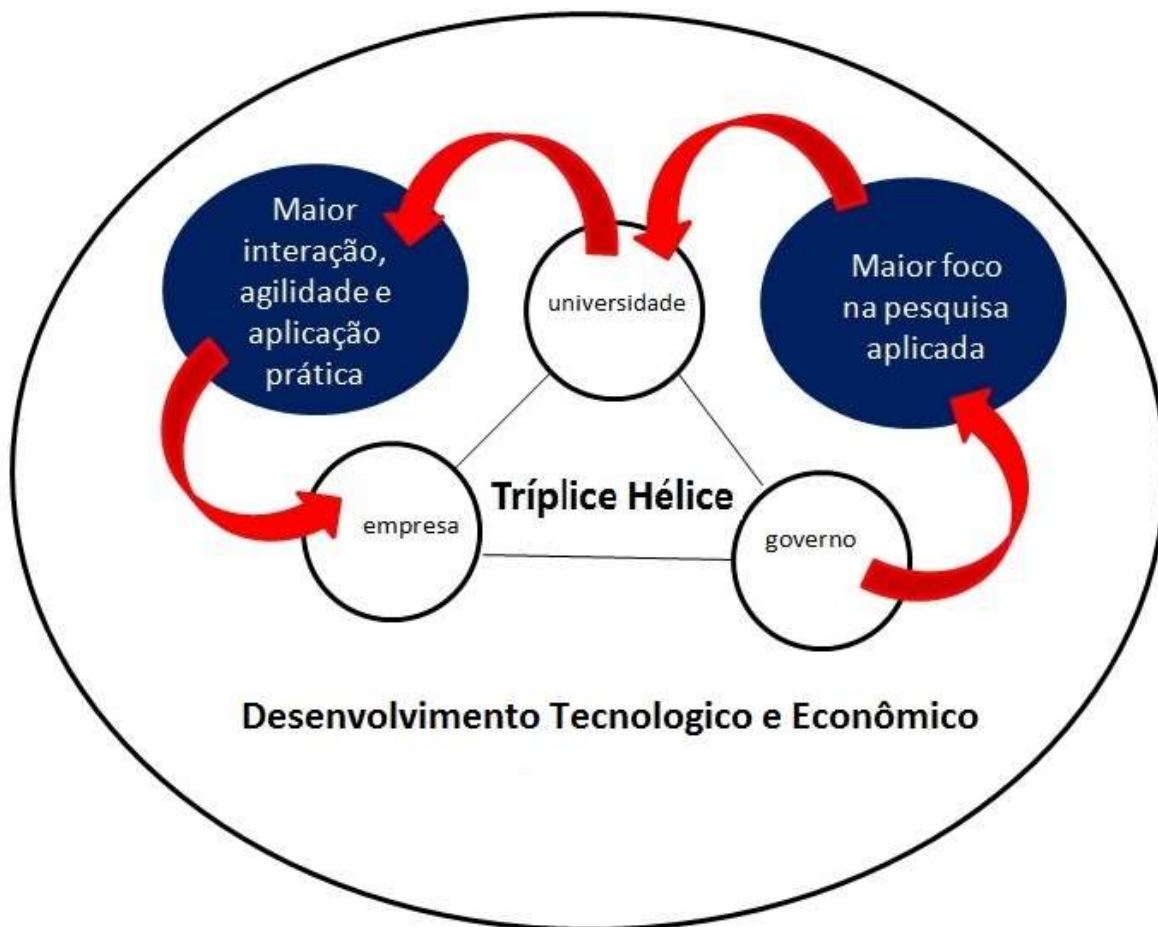 Maior
interação,
agilidade e
aplicação
prática
universidade
Maior foco
na pesquisa
aplicada
empresa
Tríplice Hélice
governo
Desenvolvimento Tecnologico e Econômico